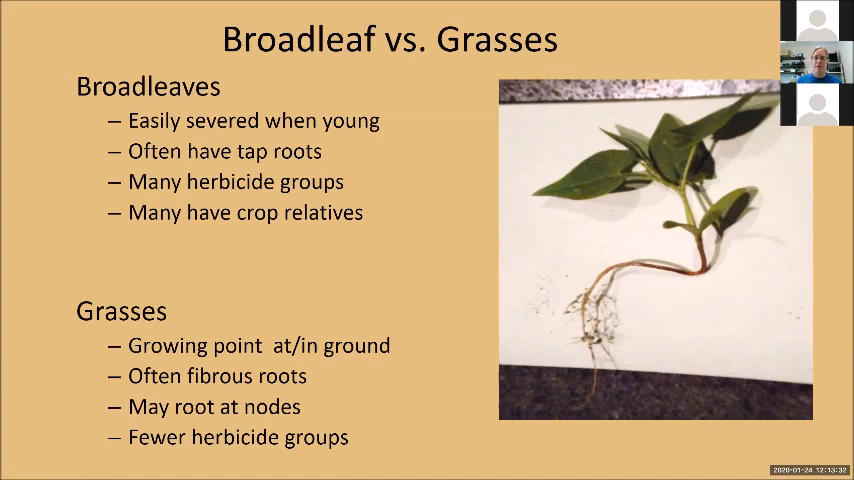 Broadleaf vs. Grasses
Broadleaves
– Easily severed when young
– Often have tap roots
– Many herbicide groups
– Many have crop relatives
Grasses
– Growing point at/in ground
– Often fibrous roots
– May root at nodes
– Fewer herbicide groups
2020-01-24 12:13:32